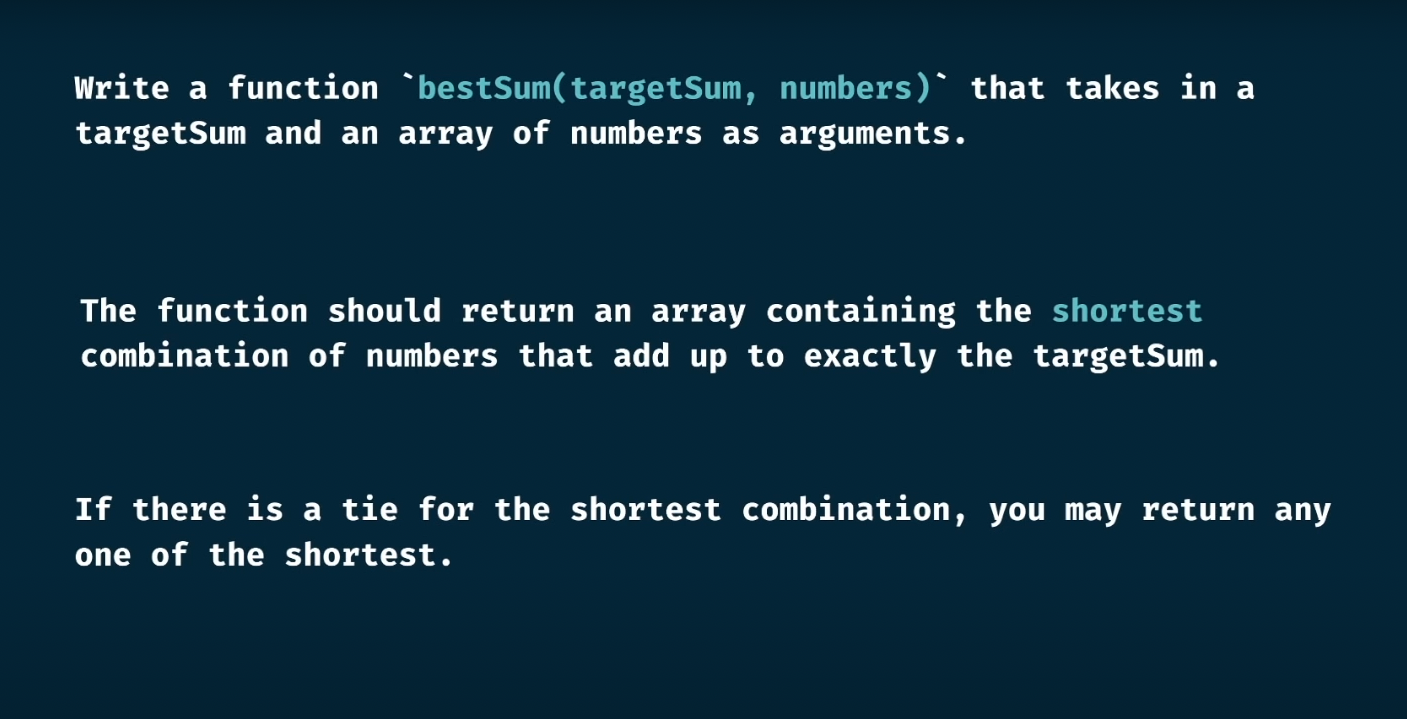 Write a function `bestSum(targetSum, numbers)` that takes in a
targetSum and an array of numbers as arguments.
The function should return an array containing the shortest
combination of numbers that add up to exactly the targetSum.
If there is a tie for the shortest combination, you may return any
one of the shortest.